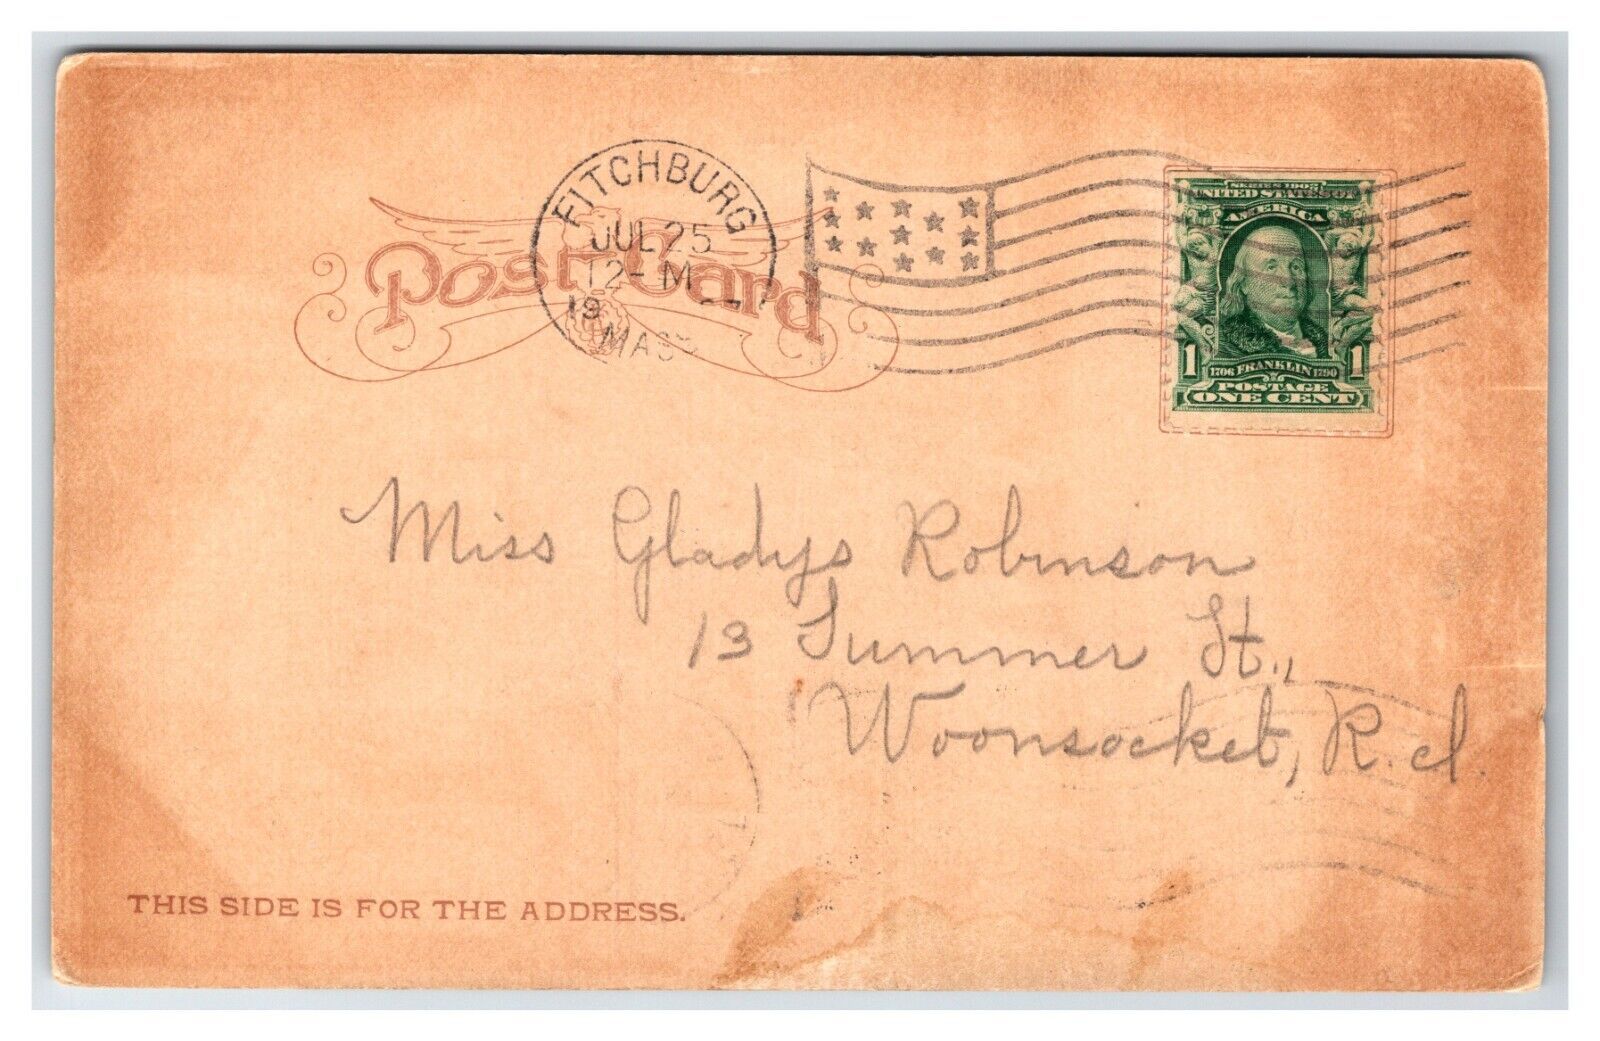 FITCHBURG
JUL 25
12-M
19
MASS
Post Card
SERIES 1902
UNITED STATES OF
AMERICA
1 1706 FRANKLIN 1790 1
POSTAGE
ONE CENT
Miss Gladys Robinson
13 Summer St.,
Woonsocket, R.I.
THIS SIDE IS FOR THE ADDRESS.